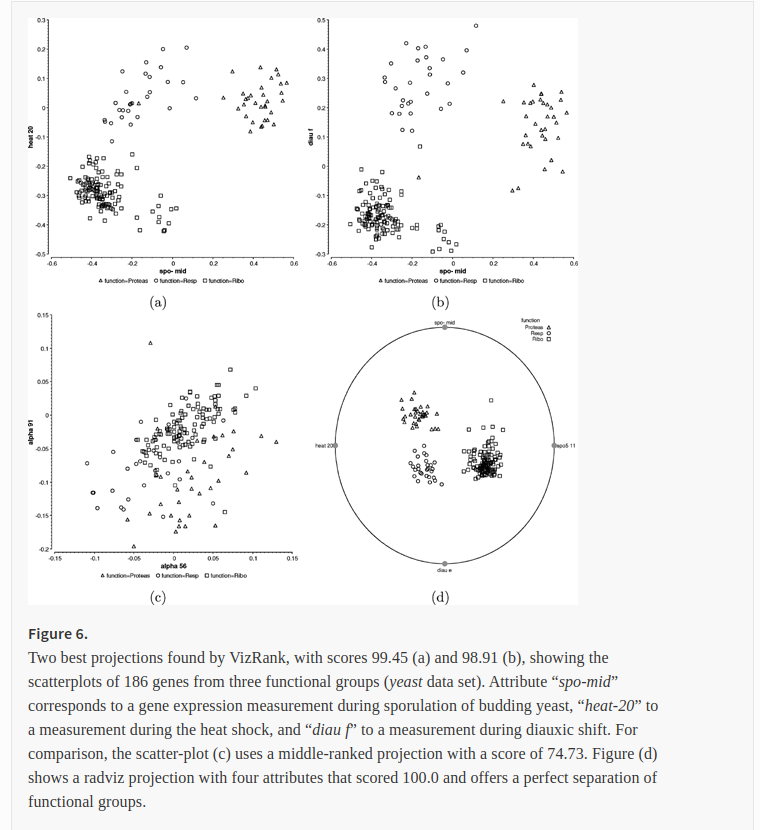 0.3
0.2
0.1
0
-0.1
-0.2
-0.3
-0.4
-0.5
heat 20
-0.6 -0.4 -0.2 0 0.2 0.4 0.6
spo- mid
function=Proteas function=Resp function=Ribo
(a)
0.5
0.4
0.3
0.2
0.1
0
-0.1
-0.2
-0.3
diau f
-0.6 -0.4 -0.2 0 0.2 0.4 0.6
spo- mid
function=Proteas function=Resp function=Ribo
(b)
0.15
0.1
0.05
0
-0.05
-0.1
-0.15
-0.2
alpha 91
-0.15 -0.1 -0.05 0 0.05 0.1 0.15
alpha 56
function=Proteas function=Resp function=Ribo
(c)
function
Proteas
Resp
Ribo
spo- mid
heat 20
spo5 11
diau e
(d)
Figure 6.
Two best projections found by VizRank, with scores 99.45 (a) and 98.91 (b), showing the
scatterplots of 186 genes from three functional groups (yeast data set). Attribute “spo-mid”
corresponds to a gene expression measurement during sporulation of budding yeast, “heat-20” to
a measurement during the heat shock, and “diau f” to a measurement during diauxic shift. For
comparison, the scatter-plot (c) uses a middle-ranked projection with a score of 74.73. Figure (d)
shows a radviz projection with four attributes that scored 100.0 and offers a perfect separation of
functional groups.